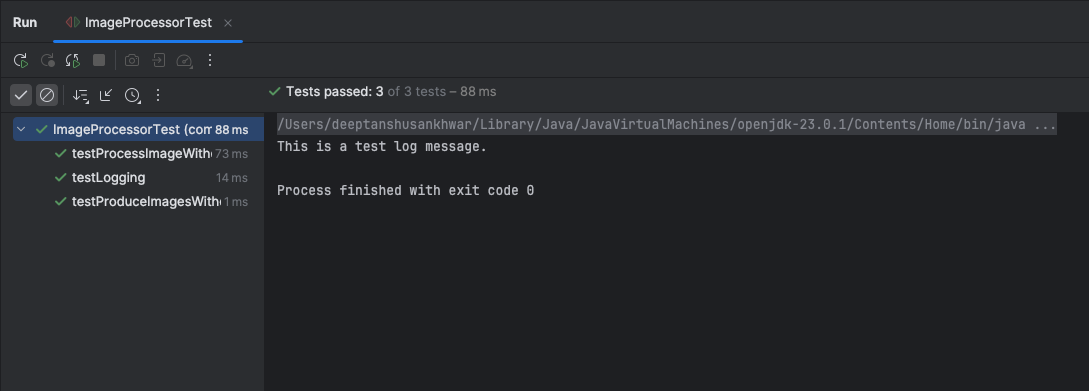 Run ImageProcessorTest
Tests passed: 3 of 3 tests – 88 ms
ImageProcessorTest (com 88 ms
testProcessImageWith 73 ms
testLogging 14 ms
testProduceImagesWith 1 ms
/Users/deeptanshusankhwar/Library/Java/JavaVirtualMachines/openjdk-23.0.1/Contents/Home/bin/java ...
This is a test log message.
Process finished with exit code 0